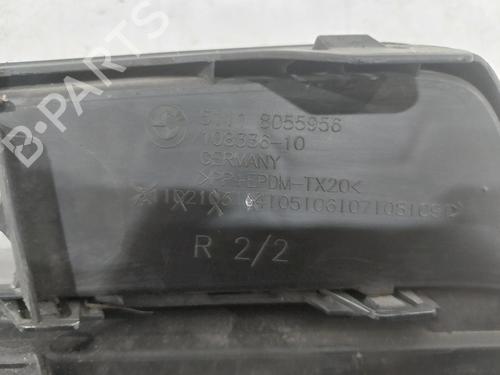 5111 8055956
108336-10
GERMANY
>PP+EPDM-TX20<
R 2/2
B-PARTS